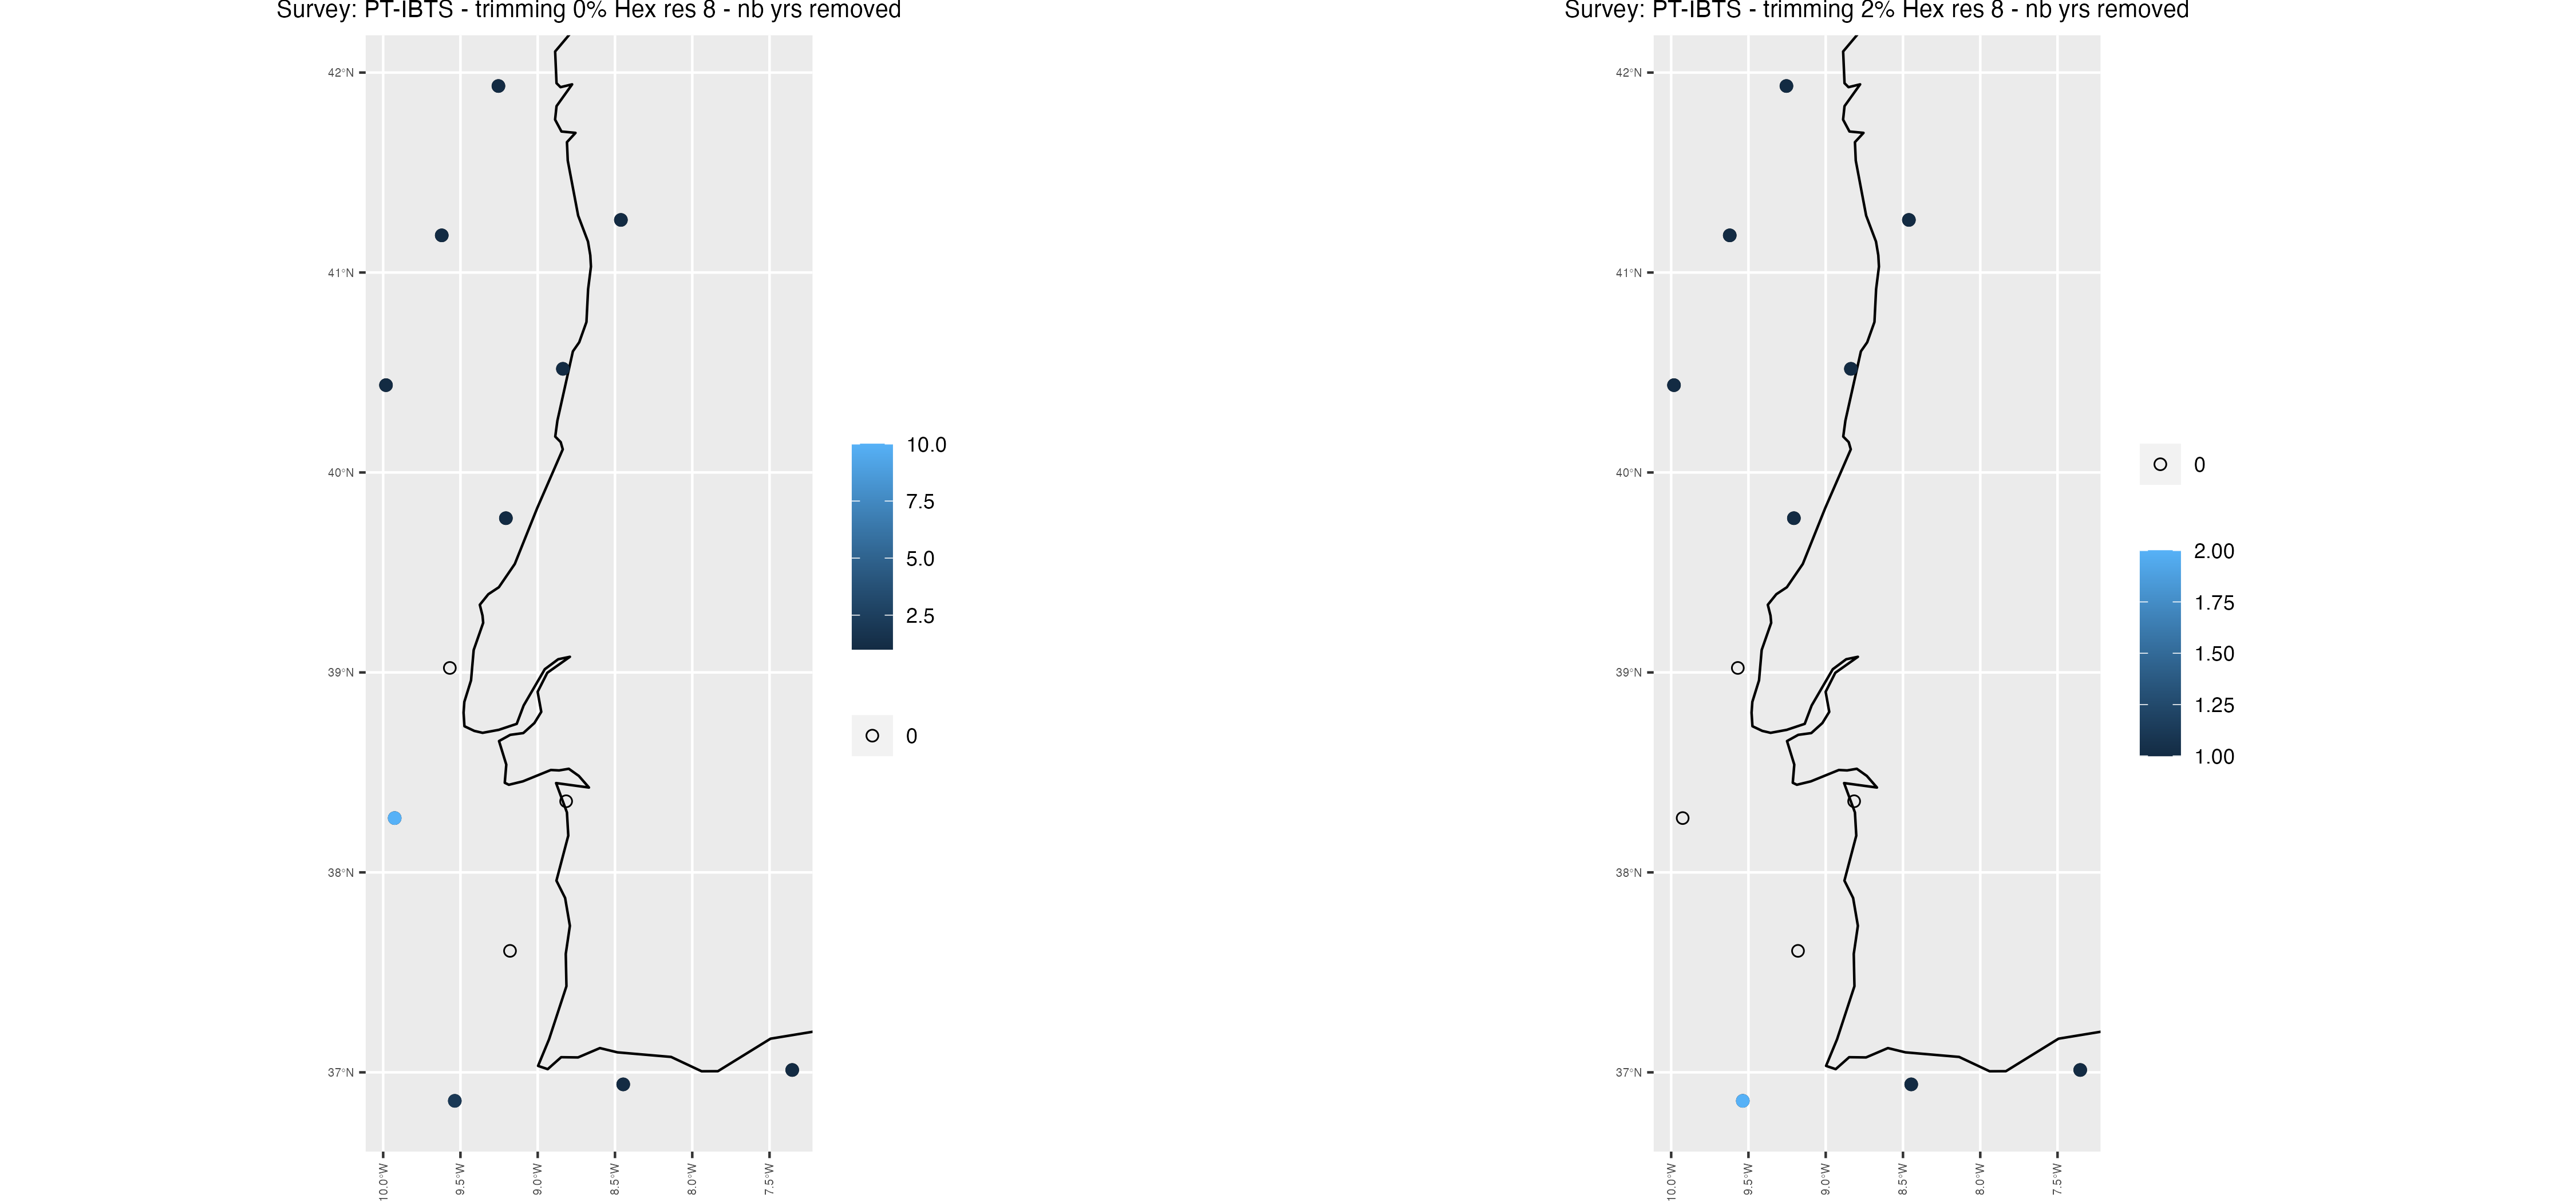 Survey: PT-IBTS - trimming 0% Hex res 8 - nb yrs removed
42°N
41°N
40°N
39°N
38°N
37°N
10.0°W
9.5°W
9.0°W
8.5°W
8.0°W
7.5°W
10.0
7.5
5.0
2.5
0
Survey: PT-IBTS - trimming 2% Hex res 8 - nb yrs removed
42°N
41°N
40°N
39°N
38°N
37°N
10.0°W
9.5°W
9.0°W
8.5°W
8.0°W
7.5°W
0
2.00
1.75
1.50
1.25
1.00